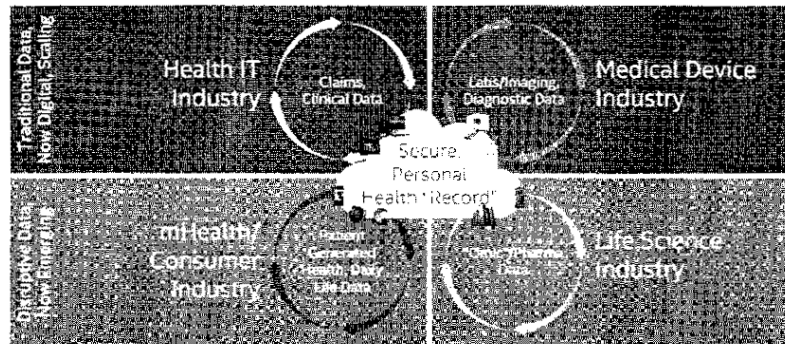 Traditional Data,
Now Digital, Scaling
Health IT
Industry
Claims,
Clinical Data
Labs/Imaging,
Diagnostic Data
Medical Device
Industry
Secure,
Personal
Health "Record"
Disruptive Data,
Now Emerging
mHealth/
Consumer
Industry
Patient
Generated
Health, Daily
Life Data
"Omic"/Pharma
Data
Life Science
Industry